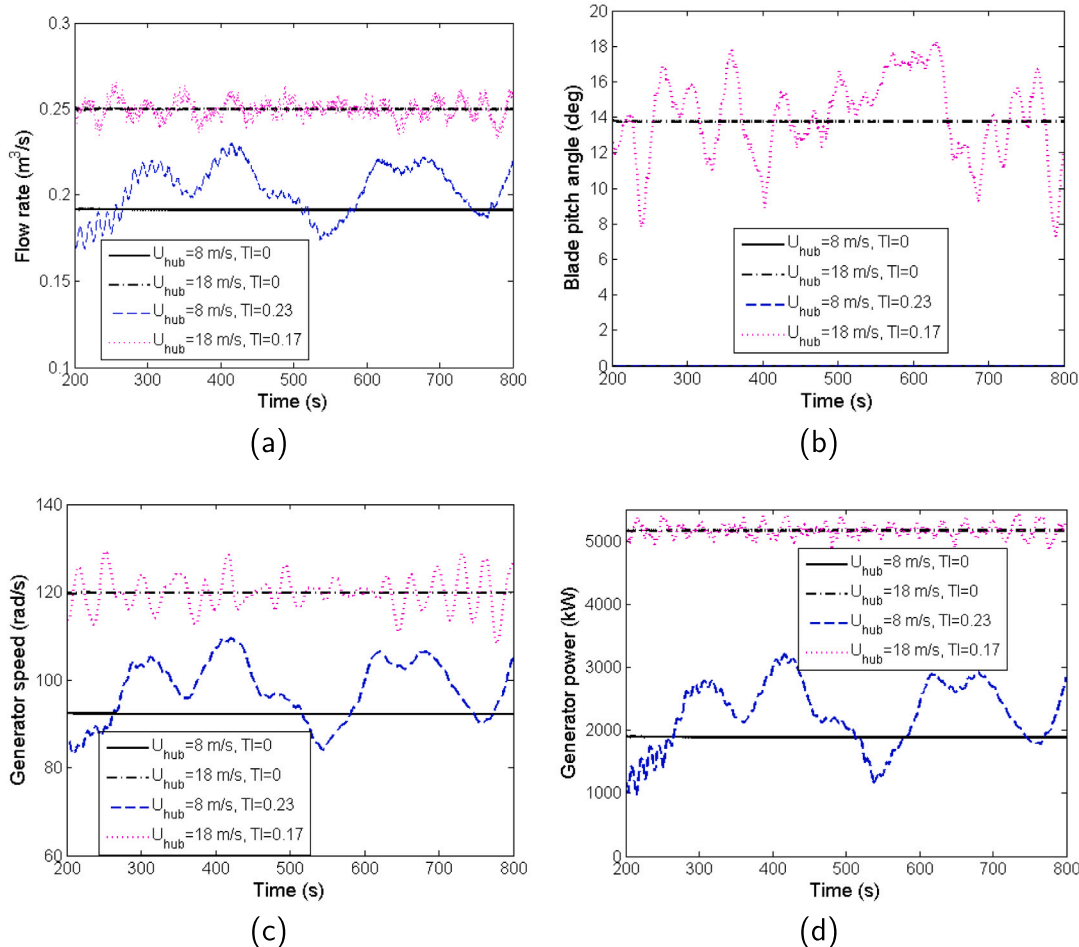 0.3
0.25
0.2
0.15
0.1
Flow rate (m³/s)
U_hub=8 m/s, TI=0
U_hub=18 m/s, TI=0
U_hub=8 m/s, TI=0.23
U_hub=18 m/s, TI=0.17
200 300 400 500 600 700 800
Time (s)
(a)
20
18
16
14
12
10
8
6
4
2
0
Blade pitch angle (deg)
U_hub=8 m/s, TI=0
U_hub=18 m/s, TI=0
U_hub=8 m/s, TI=0.23
U_hub=18 m/s, TI=0.17
200 300 400 500 600 700 800
Time (s)
(b)
140
120
100
80
60
Generator speed (rad/s)
U_hub=8 m/s, TI=0
U_hub=18 m/s, TI=0
U_hub=8 m/s, TI=0.23
U_hub=18 m/s, TI=0.17
200 300 400 500 600 700 800
Time (s)
(c)
5000
4000
3000
2000
1000
0
Generator power (kW)
U_hub=8 m/s, TI=0
U_hub=18 m/s, TI=0
U_hub=8 m/s, TI=0.23
U_hub=18 m/s, TI=0.17
200 300 400 500 600 700 800
Time (s)
(d)